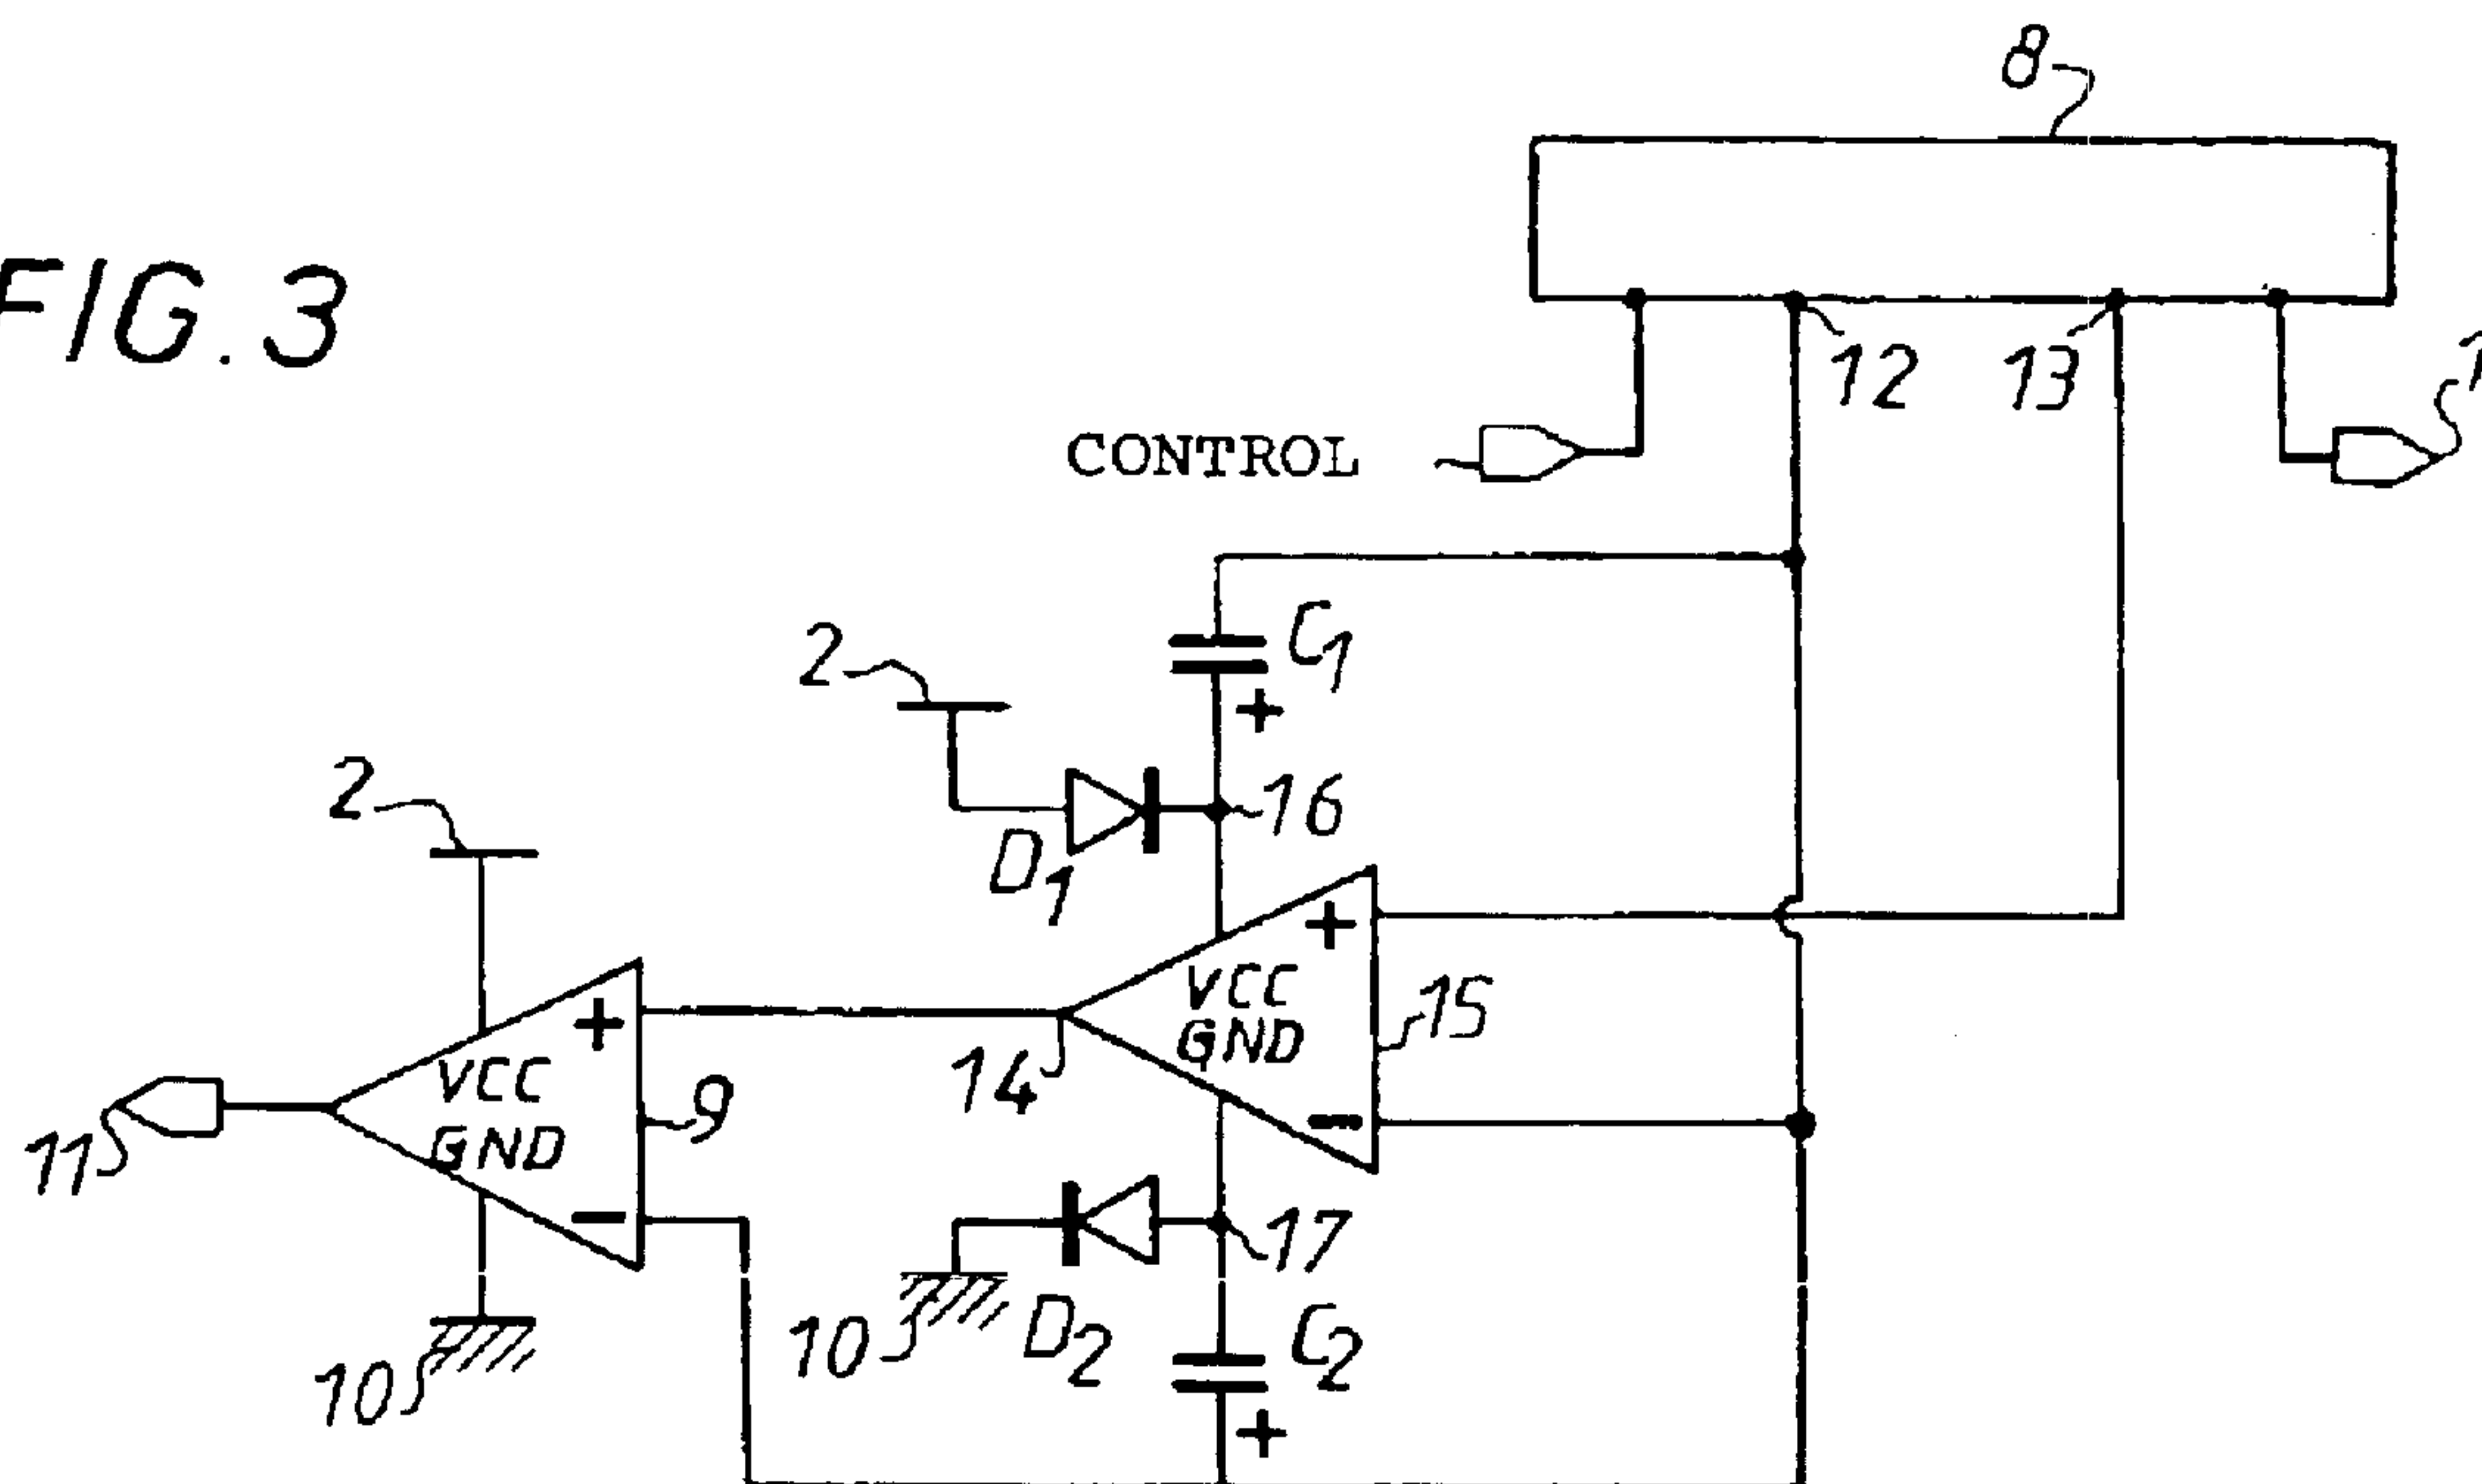 8
FIG. 3
12
13
CONTROL
C1
2
+
2
16
D1
+
VCC
GND
15
+
14
VCC
GND
9
11
−
17
−
10
D2
C2
10
+